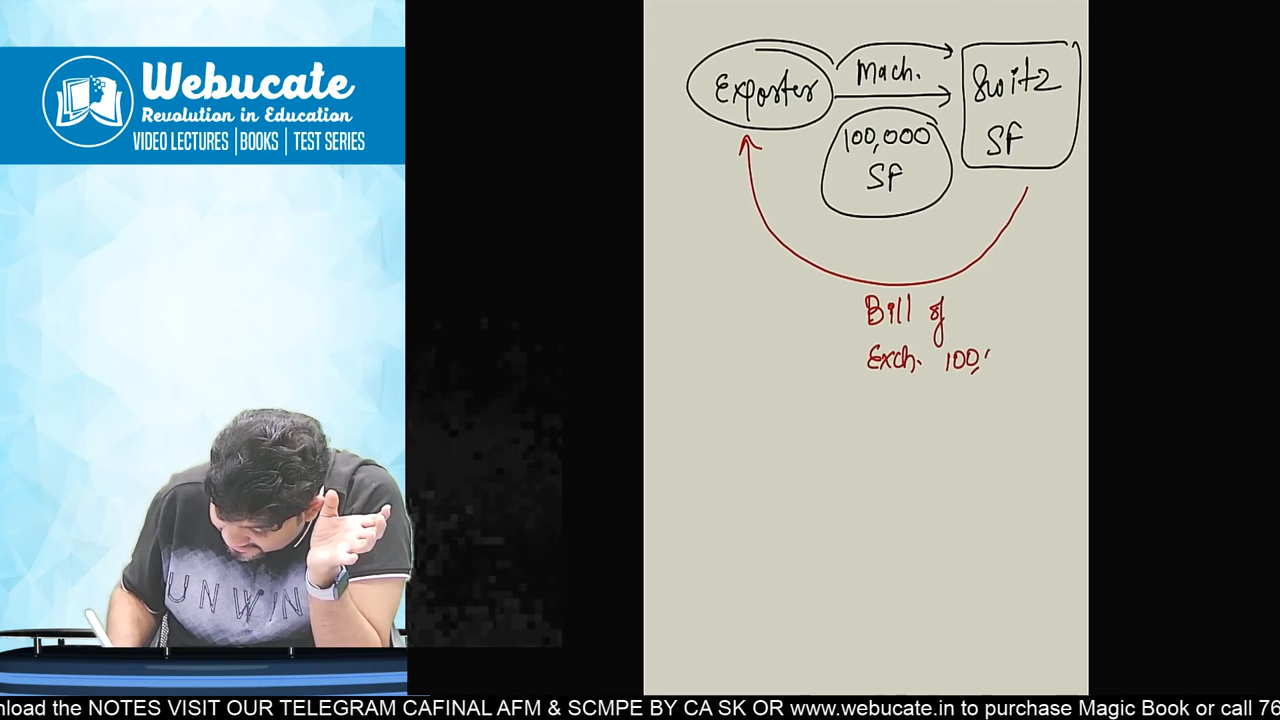 Webucate
Revolution in Education
VIDEO LECTURES | BOOKS | TEST SERIES
Exporter
Mach.
100,000
SF
Switz
SF
Bill of
Exch. 100,
UNWIN
nload the NOTES VISIT OUR TELEGRAM CAFINAL AFM & SCMPE BY CA SK OR www.webucate.in to purchase Magic Book or call 76